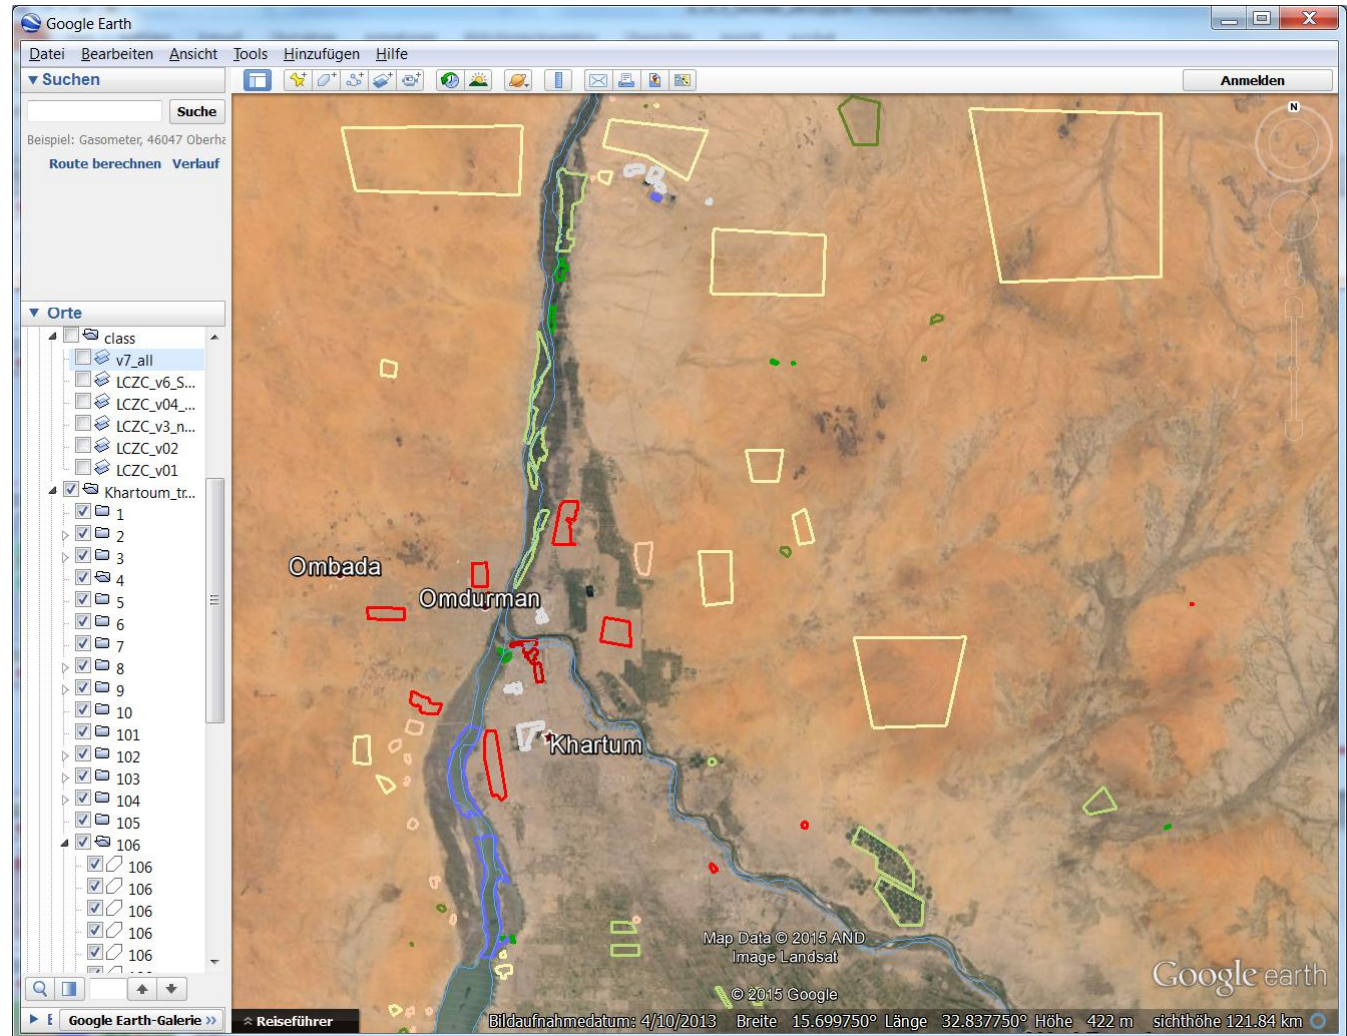 Google Earth
Datei Bearbeiten Ansicht Tools Hinzufügen Hilfe
▼ Suchen
Anmelden
Suche
Beispiel: Gasometer, 46047 Oberha
Route berechnen Verlauf
N
▼ Orte
class
v7_all
LCZC_v6_S...
LCZC_v04_...
LCZC_v3_n...
LCZC_v02
LCZC_v01
Khartoum_tr...
1
2
3
4
5
6
7
8
9
10
101
102
103
104
105
106
106
106
106
106
106
Ombada
Omdurman
Khartum
Map Data © 2015 AND
Image Landsat
© 2015 Google
Google earth
Google Earth-Galerie »
Reiseführer
Bildaufnahmedatum: 4/10/2013 Breite 15.699750° Länge 32.837750° Höhe 422 m sichthöhe 121.84 km